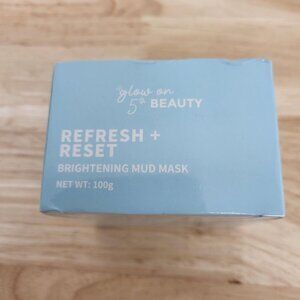 glow on
5th BEAUTY
REFRESH +
RESET
BRIGHTENING MUD MASK
NET WT: 100g